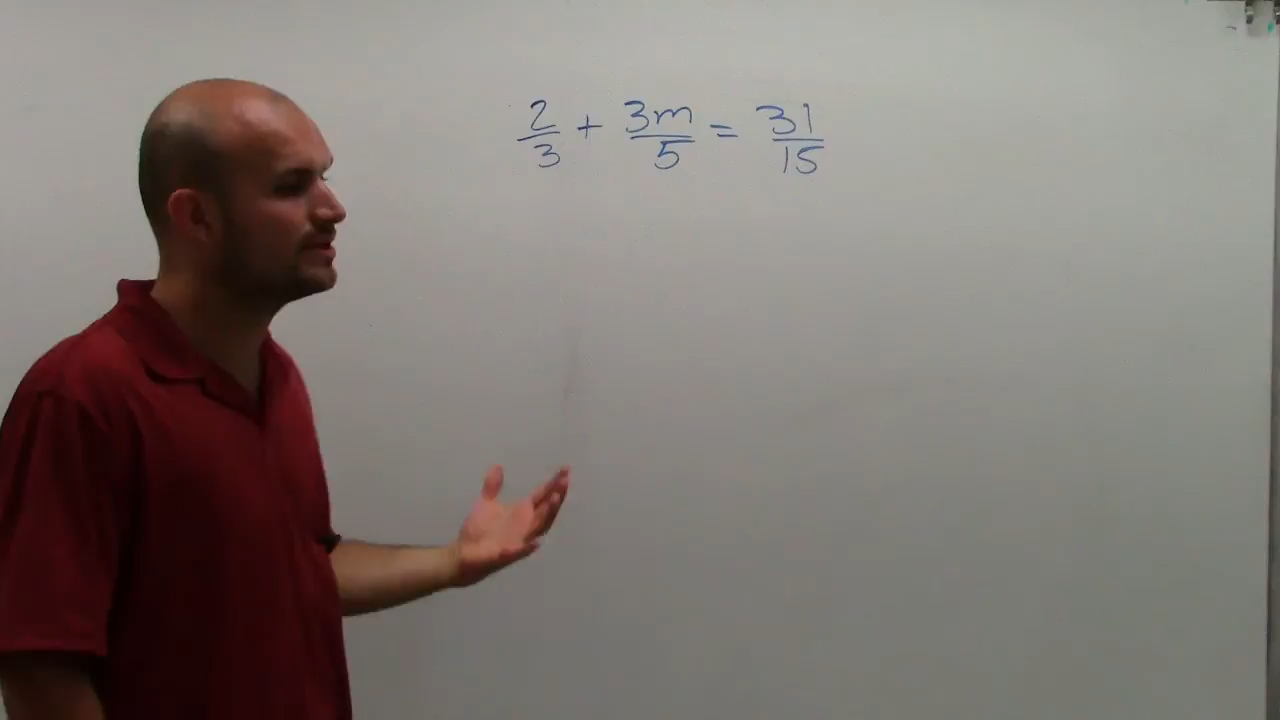 2/3 + 3m/5 = 31/15